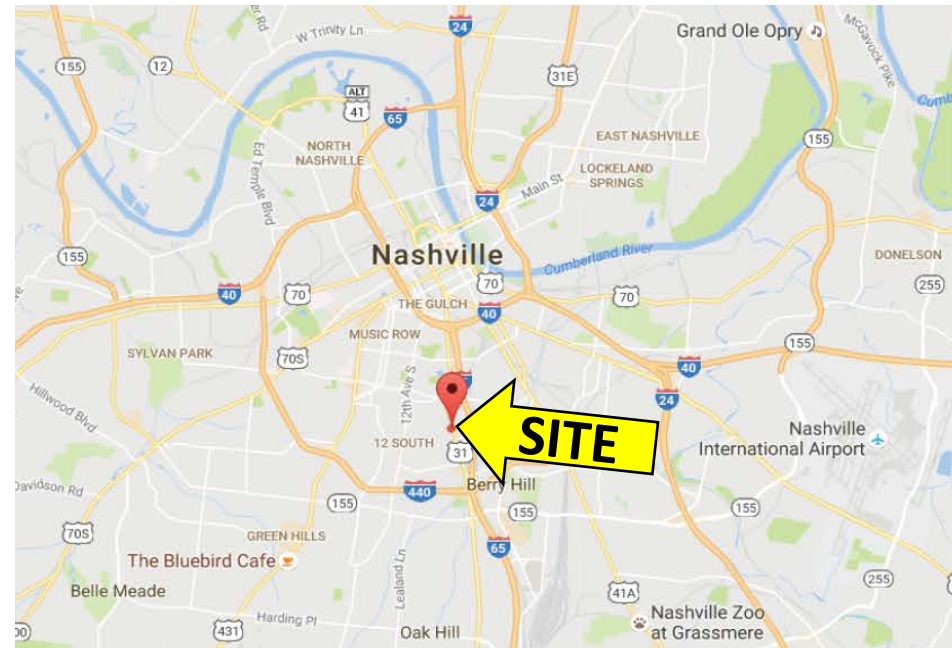 Grand Ole Opry
McGavock Pike
W Trinity Ln
24
155
12
31E
ALT
41
65
155
NORTH
NASHVILLE
EAST NASHVILLE
LOCKELAND
SPRINGS
Ed Temple Blvd
Main St
24
Nashville
Cumberland River
DONELSON
155
255
40
70
70
70
THE GULCH
40
MUSIC ROW
155
SYLVAN PARK
70S
40
24
12th Ave S
Hillwood Blvd
SITE
Nashville
International Airport
12 SOUTH
31
Berry Hill
440
Davidson Rd
155
155
155
70S
GREEN HILLS
65
The Bluebird Cafe
Lealand Ln
255
Belle Meade
41A
Harding Pl
Nashville Zoo
at Grassmere
431
Oak Hill